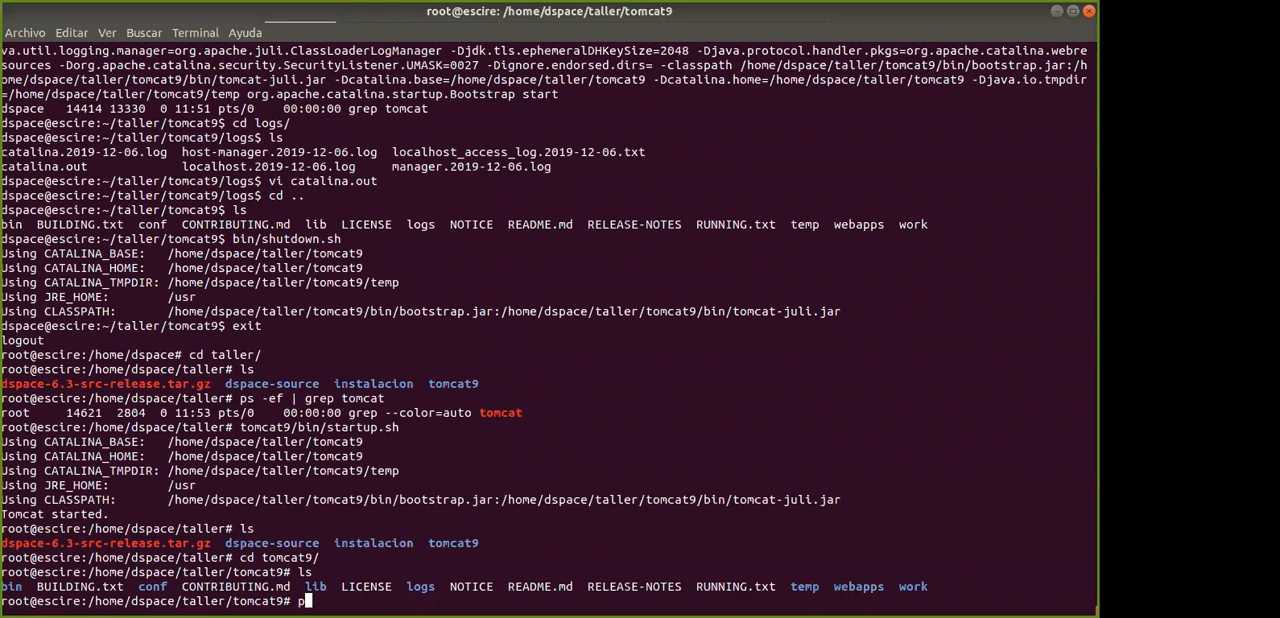 root@escire: /home/dspace/taller/tomcat9
Archivo Editar Ver Buscar Terminal Ayuda
va.util.logging.manager=org.apache.juli.ClassLoaderLogManager -Djdk.tls.ephemeralDHKeySize=2048 -Djava.protocol.handler.pkgs=org.apache.catalina.webre
sources -Dorg.apache.catalina.security.SecurityListener.UMASK=0027 -Dignore.endorsed.dirs= -classpath /home/dspace/taller/tomcat9/bin/bootstrap.jar:/h
ome/dspace/taller/tomcat9/bin/tomcat-juli.jar -Dcatalina.base=/home/dspace/taller/tomcat9 -Dcatalina.home=/home/dspace/taller/tomcat9 -Djava.io.tmpdir
=/home/dspace/taller/tomcat9/temp org.apache.catalina.startup.Bootstrap start
dspace   14414 13330  0 11:51 pts/0    00:00:00 grep tomcat
dspace@escire:~/taller/tomcat9$ cd logs/
dspace@escire:~/taller/tomcat9/logs$ ls
catalina.2019-12-06.log  host-manager.2019-12-06.log  localhost_access_log.2019-12-06.txt
catalina.out             localhost.2019-12-06.log     manager.2019-12-06.log
dspace@escire:~/taller/tomcat9/logs$ vi catalina.out
dspace@escire:~/taller/tomcat9/logs$ cd ..
dspace@escire:~/taller/tomcat9$ ls
bin  BUILDING.txt  conf  CONTRIBUTING.md  lib  LICENSE  logs  NOTICE  README.md  RELEASE-NOTES  RUNNING.txt  temp  webapps  work
dspace@escire:~/taller/tomcat9$ bin/shutdown.sh
Using CATALINA_BASE:   /home/dspace/taller/tomcat9
Using CATALINA_HOME:   /home/dspace/taller/tomcat9
Using CATALINA_TMPDIR: /home/dspace/taller/tomcat9/temp
Using JRE_HOME:        /usr
Using CLASSPATH:       /home/dspace/taller/tomcat9/bin/bootstrap.jar:/home/dspace/taller/tomcat9/bin/tomcat-juli.jar
dspace@escire:~/taller/tomcat9$ exit
logout
root@escire:/home/dspace# cd taller/
root@escire:/home/dspace/taller# ls
dspace-6.3-src-release.tar.gz  dspace-source  instalacion  tomcat9
root@escire:/home/dspace/taller# ps -ef | grep tomcat
root     14621  2804  0 11:53 pts/0    00:00:00 grep --color=auto tomcat
root@escire:/home/dspace/taller# tomcat9/bin/startup.sh
Using CATALINA_BASE:   /home/dspace/taller/tomcat9
Using CATALINA_HOME:   /home/dspace/taller/tomcat9
Using CATALINA_TMPDIR: /home/dspace/taller/tomcat9/temp
Using JRE_HOME:        /usr
Using CLASSPATH:       /home/dspace/taller/tomcat9/bin/bootstrap.jar:/home/dspace/taller/tomcat9/bin/tomcat-juli.jar
Tomcat started.
root@escire:/home/dspace/taller# ls
dspace-6.3-src-release.tar.gz  dspace-source  instalacion  tomcat9
root@escire:/home/dspace/taller# cd tomcat9/
root@escire:/home/dspace/taller/tomcat9# ls
bin  BUILDING.txt  conf  CONTRIBUTING.md  lib  LICENSE  logs  NOTICE  README.md  RELEASE-NOTES  RUNNING.txt  temp  webapps  work
root@escire:/home/dspace/taller/tomcat9# p